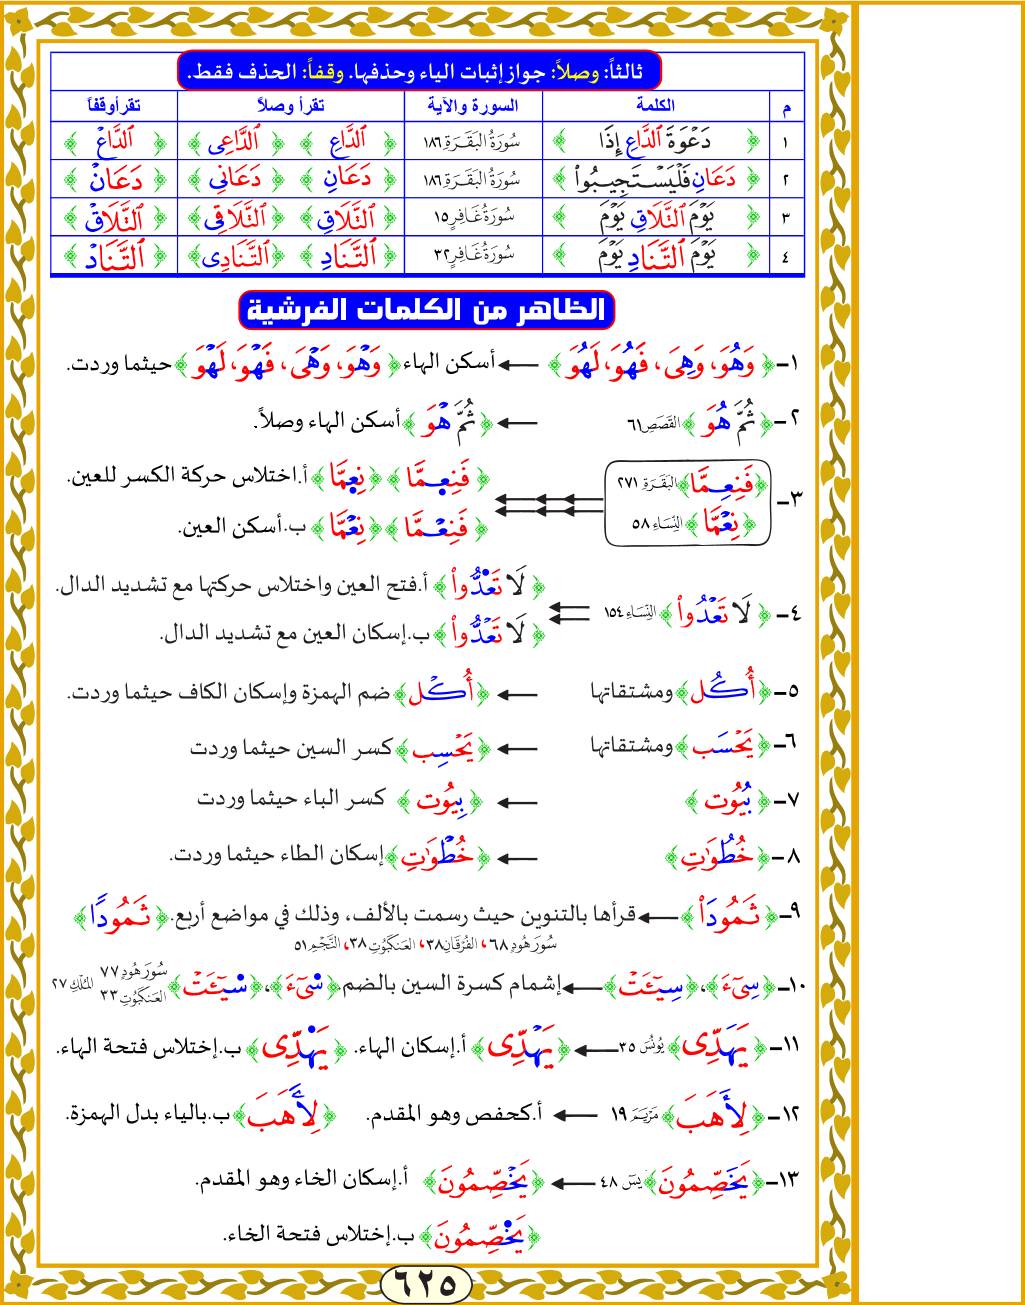 ثالثاً: وصلاً: جواز إثبات الياء وحذفها. وقفاً: الحذف فقط.
م الكلمة السورة والآية تقرأ وصلاً تقرأ وقفاً
١ ﴿ دَعۡوَةَ ٱلدَّاعِ إِذَا ﴾ سُورَةُ البَقَرَةِ ١٨٦ ﴿ ٱلدَّاعِ ﴾ ﴿ ٱلدَّاعِى ﴾ ﴿ ٱلدَّاعۡ ﴾
٢ ﴿ دَعَانِ فَلۡيَسۡتَجِيبُواْ ﴾ سُورَةُ البَقَرَةِ ١٨٦ ﴿ دَعَانِ ﴾ ﴿ دَعَانِى ﴾ ﴿ دَعَانۡ ﴾
٣ ﴿ يَوۡمَ ٱلتَّلَاقِ يَوۡمَ ﴾ سُورَةُ غَافِرٍ ١٥ ﴿ ٱلتَّلَاقِ ﴾ ﴿ ٱلتَّلَاقِى ﴾ ﴿ ٱلتَّلَاقۡ ﴾
٤ ﴿ يَوۡمَ ٱلتَّنَادِ يَوۡمَ ﴾ سُورَةُ غَافِرٍ ٣٢ ﴿ ٱلتَّنَادِ ﴾ ﴿ ٱلتَّنَادِى ﴾ ﴿ ٱلتَّنَادۡ ﴾
الظاهر من الكلمات الفرشية
١- ﴿ وَهُوَ، وَهِىَ، فَهُوَ، لَهُوَ ﴾ أسكن الهاء ﴿ وَهۡوَ، وَهۡىَ، فَهۡوَ، لَهۡوَ ﴾ حيثما وردت.
٢- ﴿ ثُمَّ هُوَ ﴾ القَصَصِ ٦١ ﴿ ثُمَّ هۡوَ ﴾ أسكن الهاء وصلاً.
٣- ﴿ فَنِعِمَّا ﴾ البَقَرَةِ ٢٧١ ﴿ فَنِعِمَّا ﴾ ﴿ نِعِمَّا ﴾ أ.اختلاس حركة الكسر للعين.
﴿ نِعِمَّا ﴾ النِّسَاءِ ٥٨ ﴿ فَنِعۡمَّا ﴾ ﴿ نِعۡمَّا ﴾ ب.أسكن العين.
٤- ﴿ لَا تَعۡدُواْ ﴾ النِّسَاءِ ١٥٤ ﴿ لَا تَعَدُّواْ ﴾ أ.فتح العين واختلاس حركتها مع تشديد الدال.
﴿ لَا تَعۡدُّواْ ﴾ ب.إسكان العين مع تشديد الدال.
٥- ﴿ أُكُل ﴾ ومشتقاتها ﴿ أُكۡل ﴾ ضم الهمزة وإسكان الكاف حيثما وردت.
٦- ﴿ يَحۡسَب ﴾ ومشتقاتها ﴿ يَحۡسِب ﴾ كسر السين حيثما وردت
٧- ﴿ بُيُوت ﴾ ﴿ بِيُوت ﴾ كسر الباء حيثما وردت
٨- ﴿ خُطُوَٰتِ ﴾ ﴿ خُطۡوَٰتِ ﴾ إسكان الطاء حيثما وردت.
٩- ﴿ ثَمُودَاْ ﴾ قرأها بالتنوين حيث رسمت بالألف، وذلك في مواضع أربع. ﴿ ثَمُودًا ﴾
سُورَ هُودٍ ٦٨، الفُرْقَانِ ٣٨، العَنكَبُوتِ ٣٨، النَّجْمِ ٥١
١٠- ﴿ سِىٓءَ ﴾، ﴿ سِيٓئَتۡ ﴾ إشمام كسرة السين بالضم ﴿ سِىٓءَ ﴾، ﴿ سِيٓئَتۡ ﴾ سُورَ هُودٍ ٧٧ العَنكَبُوتِ ٣٣ المُلْكِ ٢٧
١١- ﴿ يَهِدِّىٓ ﴾ يُونُسَ ٣٥ ﴿ يَهۡدِّىٓ ﴾ أ.إسكان الهاء. ﴿ يَهَدِّىٓ ﴾ ب.إختلاس فتحة الهاء.
١٢- ﴿ لِأَهَبَ ﴾ مَرْيَمَ ١٩ أ.كحفص وهو المقدم. ﴿ لِأَهَبَ ﴾ ب.بالياء بدل الهمزة.
١٣- ﴿ يَخِصِّمُونَ ﴾ يسَ ٤٨ ﴿ يَخۡصِّمُونَ ﴾ أ.إسكان الخاء وهو المقدم.
﴿ يَخَصِّمُونَ ﴾ ب.إختلاس فتحة الخاء.
٦٢٥